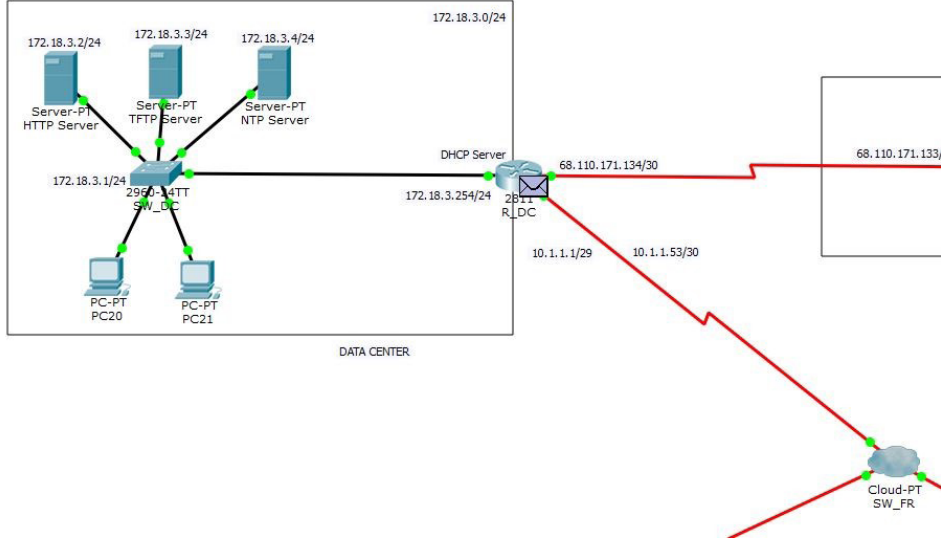 172.18.3.0/24
172.18.3.2/24
172.18.3.3/24
172.18.3.4/24
Server-PT
HTTP Server
Server-PT
TFTP Server
Server-PT
NTP Server
DHCP Server
68.110.171.134/30
68.110.171.133/
172.18.3.1/24
2960-24TT
SW_DC
172.18.3.254/24
2811
R_DC
10.1.1.1/29
10.1.1.53/30
PC-PT
PC20
PC-PT
PC21
DATA CENTER
Cloud-PT
SW_FR